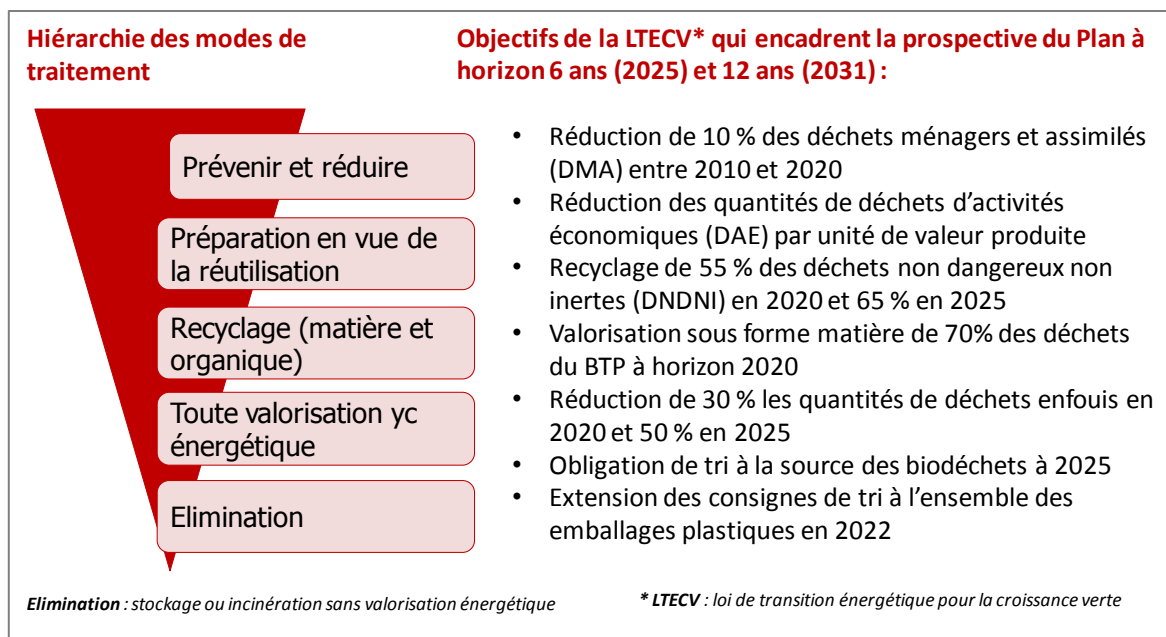 Hiérarchie des modes de
traitement
Prévenir et réduire
Préparation en vue de
la réutilisation
Recyclage (matière et
organique)
Toute valorisation yc
énergétique
Elimination
Objectifs de la LTECV* qui encadrent la prospective du Plan à
horizon 6 ans (2025) et 12 ans (2031) :
• Réduction de 10 % des déchets ménagers et assimilés
(DMA) entre 2010 et 2020
• Réduction des quantités de déchets d’activités
économiques (DAE) par unité de valeur produite
• Recyclage de 55 % des déchets non dangereux non
inertes (DNDNI) en 2020 et 65 % en 2025
• Valorisation sous forme matière de 70% des déchets
du BTP à horizon 2020
• Réduction de 30 % les quantités de déchets enfouis en
2020 et 50 % en 2025
• Obligation de tri à la source des biodéchets à 2025
• Extension des consignes de tri à l’ensemble des
emballages plastiques en 2022
Elimination : stockage ou incinération sans valorisation énergétique
* LTECV : loi de transition énergétique pour la croissance verte